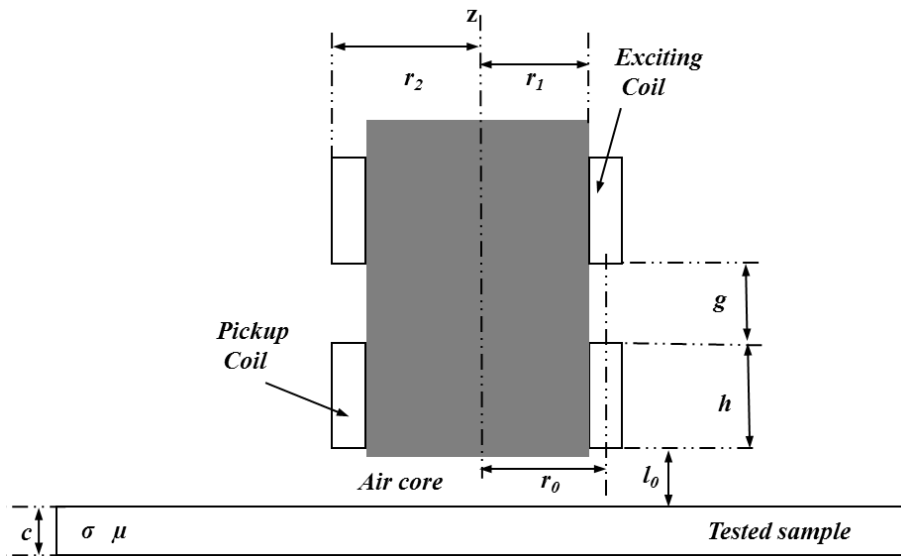 z
Exciting
Coil
r₂
r₁
g
Pickup
Coil
h
Air core
r₀
l₀
c
σ μ
Tested sample